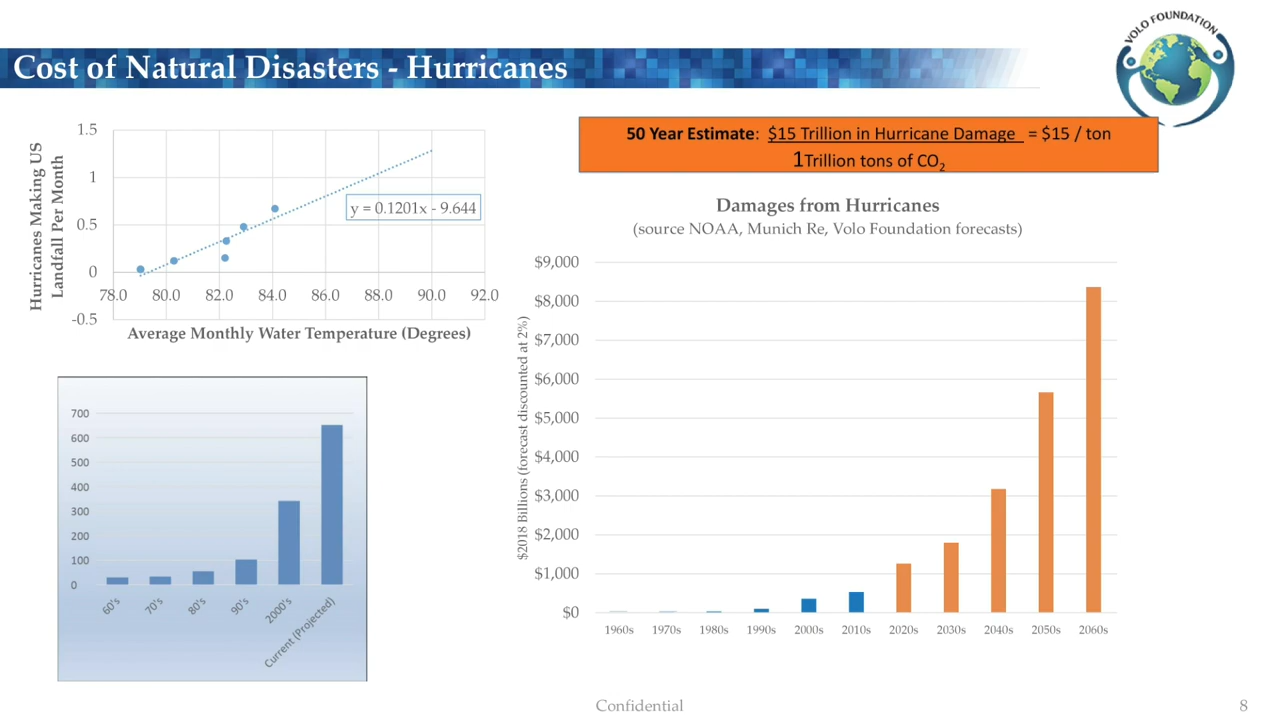 VOLO FOUNDATION
Cost of Natural Disasters - Hurricanes
Hurricanes Making US
Landfall Per Month
1.5
1
0.5
0
-0.5
y = 0.1201x - 9.644
78.0 80.0 82.0 84.0 86.0 88.0 90.0 92.0
Average Monthly Water Temperature (Degrees)
50 Year Estimate: $15 Trillion in Hurricane Damage = $15 / ton
1Trillion tons of CO2
700
600
500
400
300
200
100
0
60's 70's 80's 90's 2000's Current (Projected)
Damages from Hurricanes
(source NOAA, Munich Re, Volo Foundation forecasts)
$2018 Billions (forecast discounted at 2%)
$9,000
$8,000
$7,000
$6,000
$5,000
$4,000
$3,000
$2,000
$1,000
$0
1960s 1970s 1980s 1990s 2000s 2010s 2020s 2030s 2040s 2050s 2060s
Confidential
8